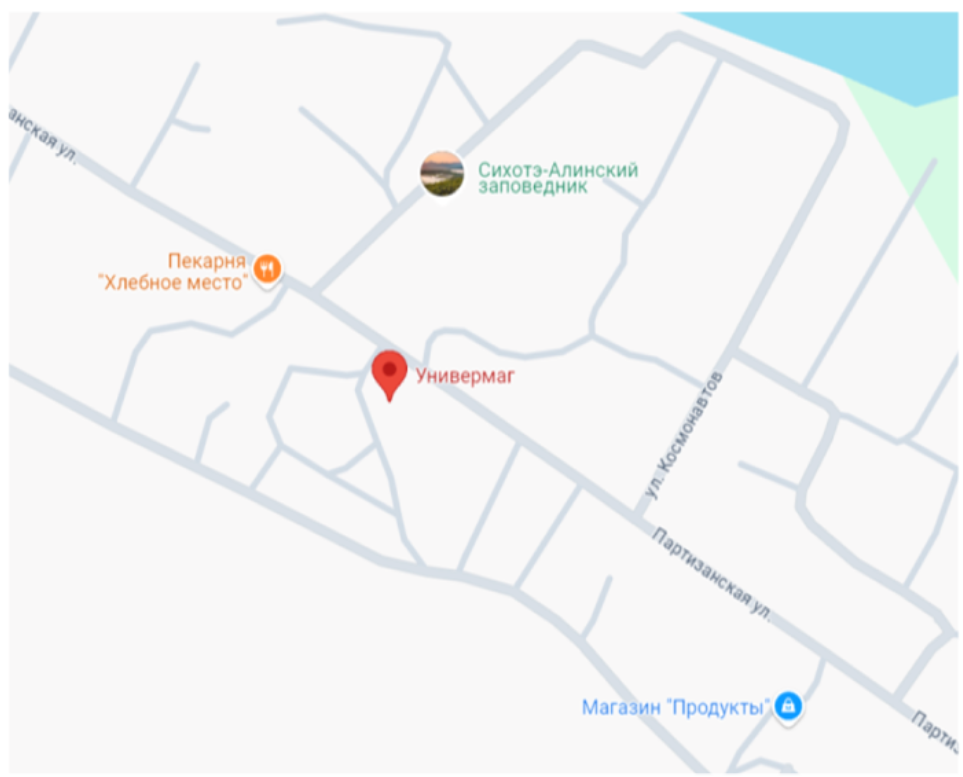 анская ул.
Сихотэ-Алинский
заповедник
Пекарня
"Хлебное место"
Универмаг
ул. Космонавтов
Партизанская ул.
Магазин "Продукты"
Парти